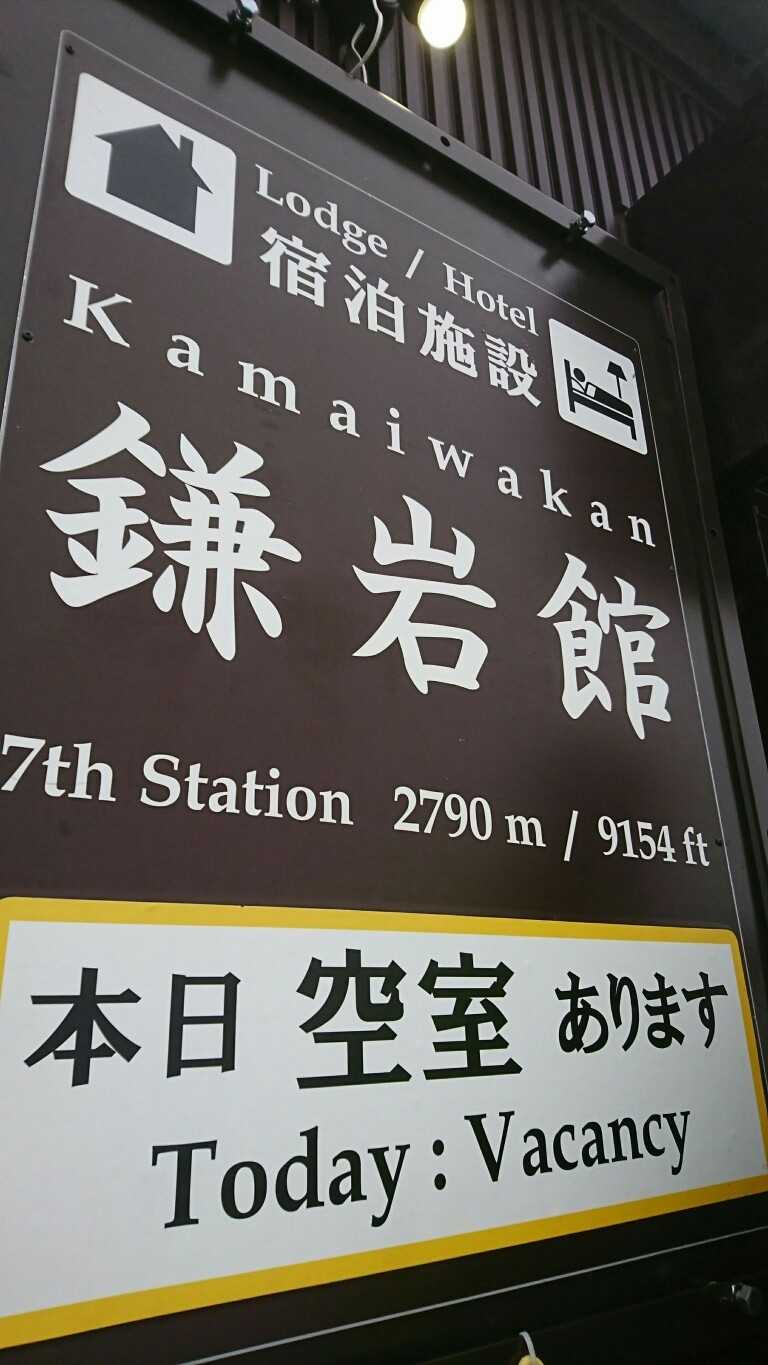 Lodge / Hotel
宿泊施設
Kamaiwakan
鎌岩館
7th Station 2790 m / 9154 ft
本日 空室 あります
Today : Vacancy